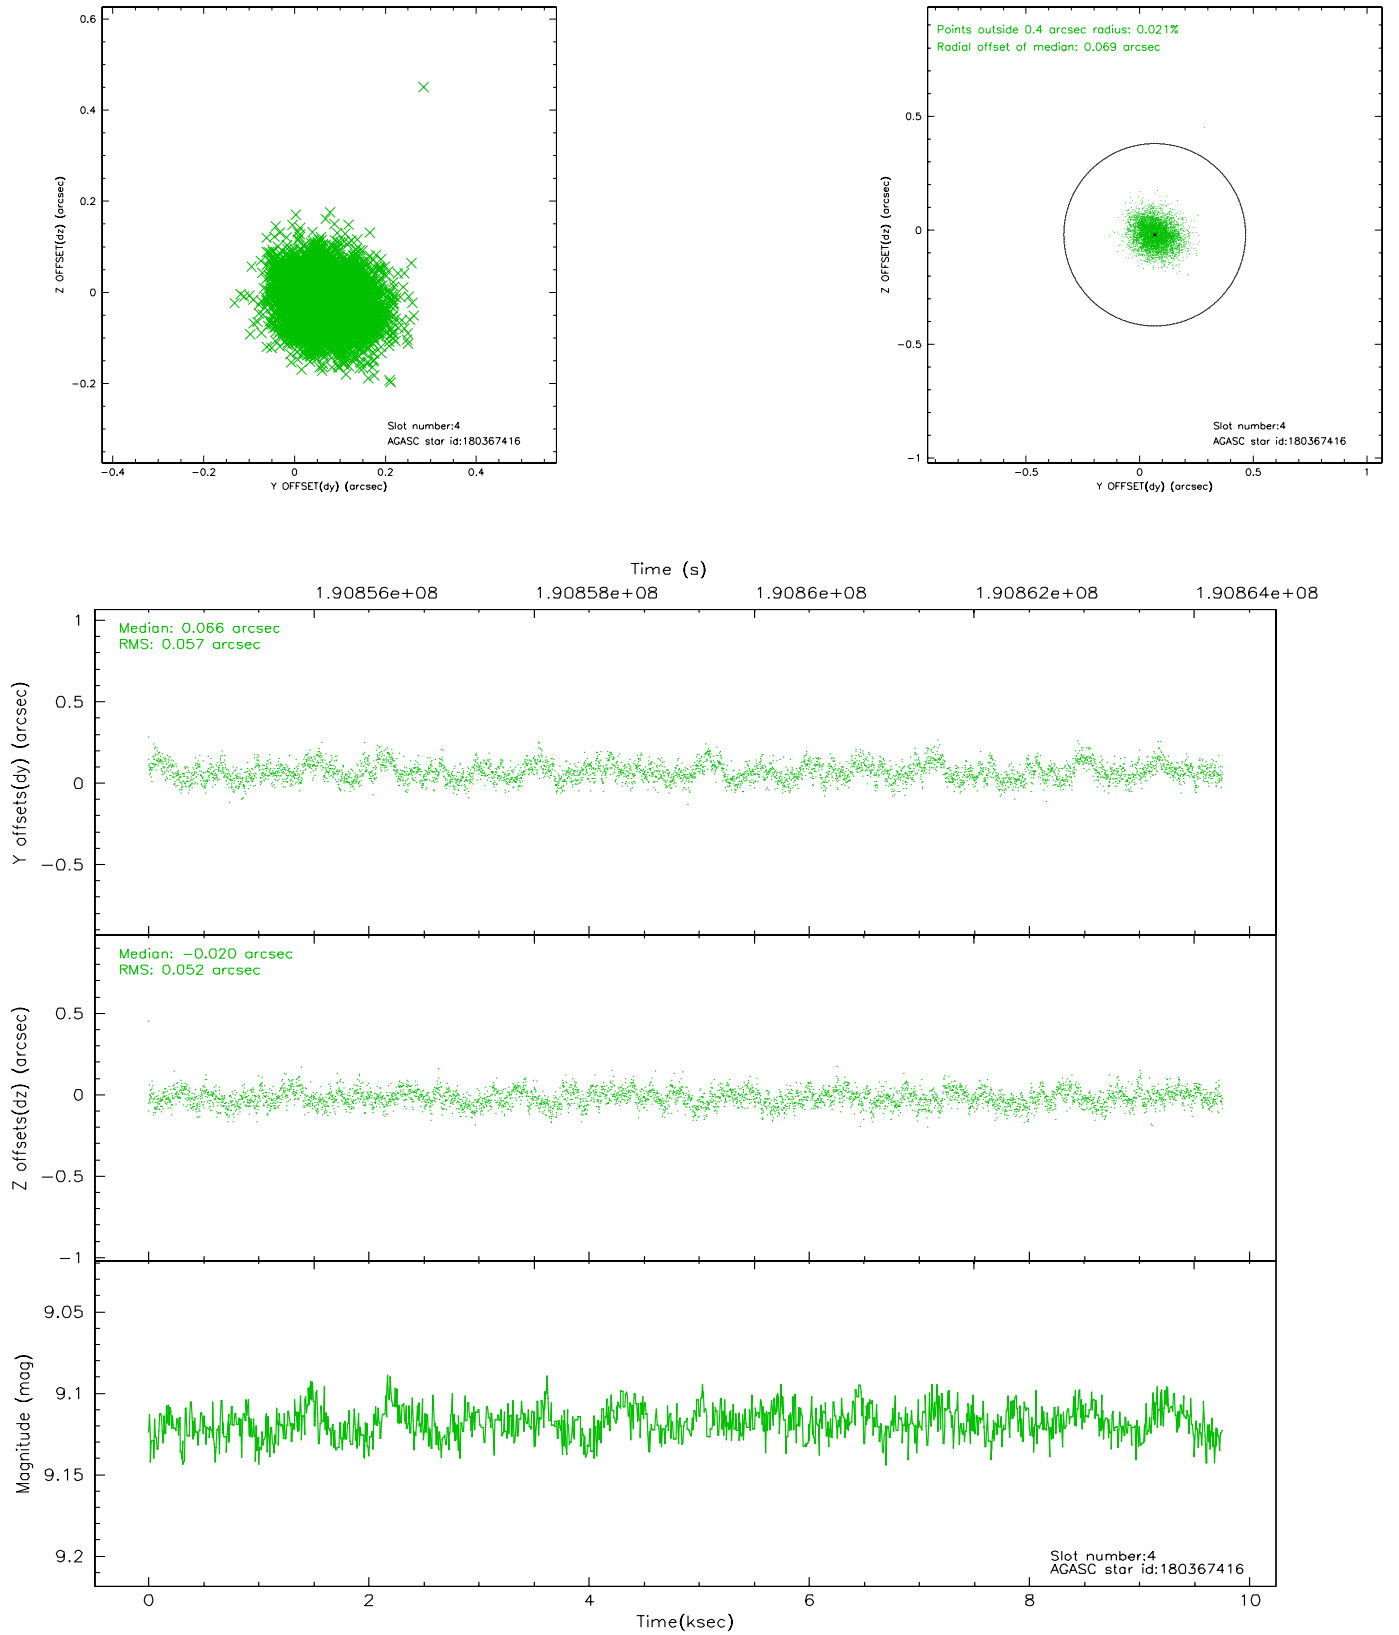 0.6
0.4
0.2
0
−0.2
Z OFFSET(dz) (arcsec)
Slot number:4
AGASC star id:180367416
−0.4
−0.2
0
0.2
0.4
Y OFFSET(dy) (arcsec)
Points outside 0.4 arcsec radius: 0.021%
Radial offset of median: 0.069 arcsec
0.5
0
−0.5
−1
Z OFFSET(dz) (arcsec)
Slot number:4
AGASC star id:180367416
−0.5
0
0.5
1
Y OFFSET(dy) (arcsec)
Time (s)
1.90856e+08
1.90858e+08
1.9086e+08
1.90862e+08
1.90864e+08
Median: 0.066 arcsec
RMS: 0.057 arcsec
1
0.5
0
−0.5
Y offsets(dy) (arcsec)
Median: −0.020 arcsec
RMS: 0.052 arcsec
0.5
0
−0.5
−1
Z offsets(dz) (arcsec)
9.05
9.1
9.15
9.2
Magnitude (mag)
Slot number:4
AGASC star id:180367416
0
2
4
6
8
10
Time(ksec)